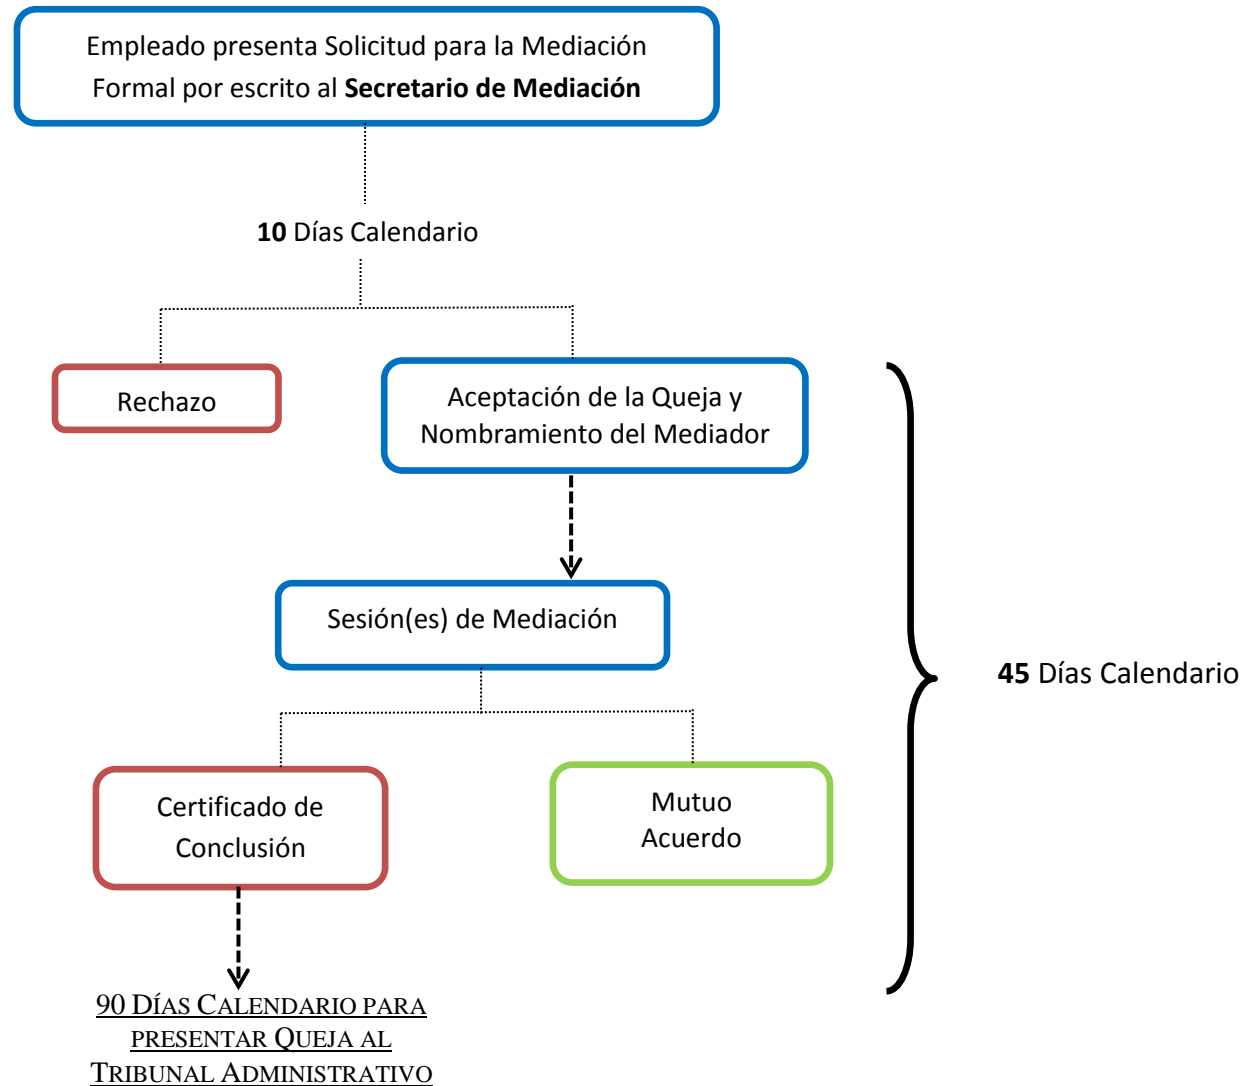 Empleado presenta Solicitud para la Mediación
Formal por escrito al Secretario de Mediación
10 Días Calendario
Rechazo
Aceptación de la Queja y
Nombramiento del Mediador
Sesión(es) de Mediación
45 Días Calendario
Certificado de
Conclusión
Mutuo
Acuerdo
90 DÍAS CALENDARIO PARA
PRESENTAR QUEJA AL
TRIBUNAL ADMINISTRATIVO